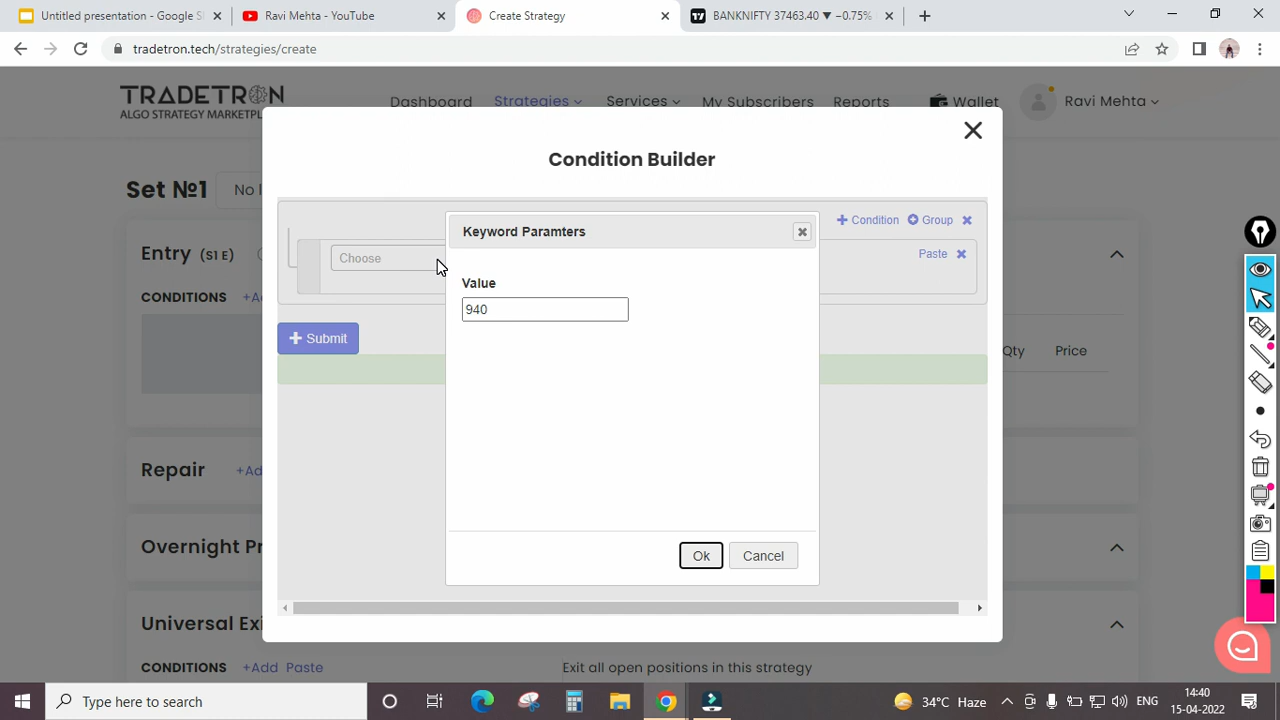 Untitled presentation - Google S
Ravi Mehta - YouTube
Create Strategy
BANKNIFTY 37463.40 ▼ −0.75%
tradetron.tech/strategies/create
TRADETRON
ALGO STRATEGY MARKETPL
Dashboard
Strategies
Services
My Subscribers
Reports
Wallet
Ravi Mehta
Condition Builder
Set №1
No l
+ Condition
Group
Keyword Paramters
Entry (S1 E)
Choose
Paste
Value
CONDITIONS
+A
940
+ Submit
Qty
Price
Repair
+Ad
Overnight Pr
Ok
Cancel
Universal Exi
CONDITIONS
+Add Paste
Exit all open positions in this strategy
Type here to search
34°C Haze
ENG
14:40
15-04-2022